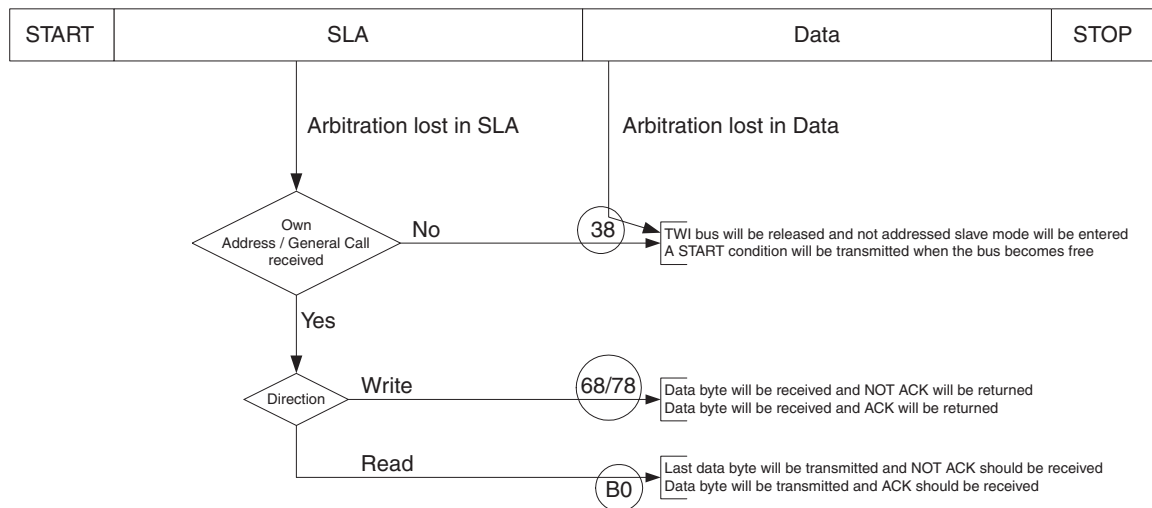 START SLA Data STOP
Arbitration lost in SLA Arbitration lost in Data
Own
Address / General Call
received
No
38
TWI bus will be released and not addressed slave mode will be entered
A START condition will be transmitted when the bus becomes free
Yes
Direction
Write
68/78
Data byte will be received and NOT ACK will be returned
Data byte will be received and ACK will be returned
Read
B0
Last data byte will be transmitted and NOT ACK should be received
Data byte will be transmitted and ACK should be received